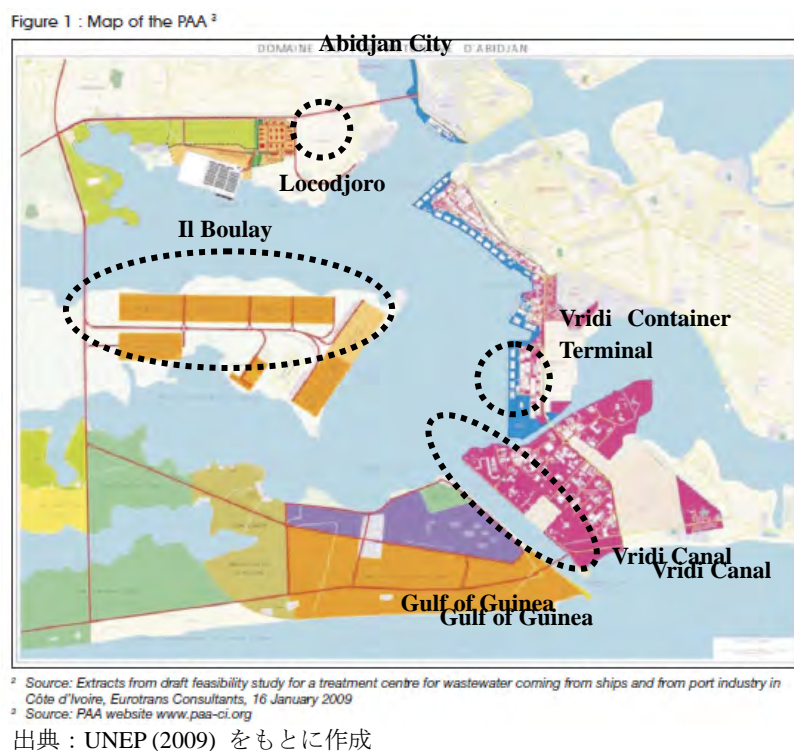 Figure 1 : Map of the PAA ³
Abidjan City
DOMAINE D'ABIDJAN
Locodjoro
Il Boulay
Vridi Container
Terminal
Vridi Canal
Vridi Canal
Gulf of Guinea
Gulf of Guinea
² Source: Extracts from draft feasibility study for a treatment centre for wastewater coming from ships and from port industry in
Côte d'Ivoire, Eurotrans Consultants, 16 January 2009
³ Source: PAA website www.paa-ci.org
出典：UNEP (2009) をもとに作成